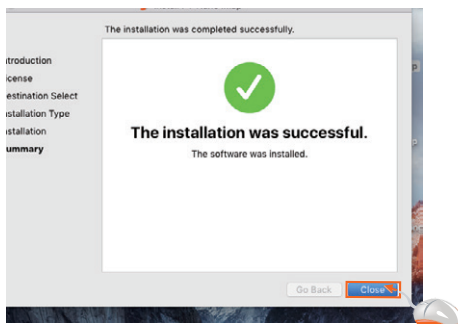 The installation was completed successfully.
ntroduction
icense
estination Select
nstallation Type
nstallation
ummary
The installation was successful.
The software was installed.
Go Back
Close